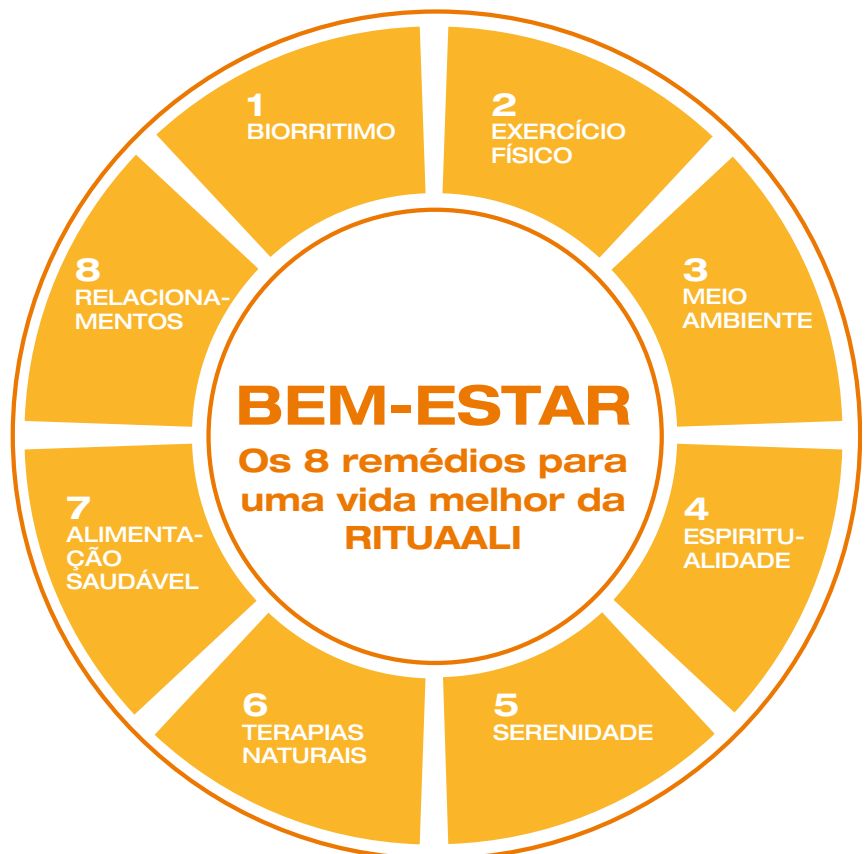 1
BIORRITIMO
2
EXERCÍCIO
FÍSICO
3
MEIO
AMBIENTE
4
ESPIRITU-
ALIDADE
5
SERENIDADE
6
TERAPIAS
NATURAIS
7
ALIMENTA-
ÇÃO
SAUDÁVEL
8
RELACIONA-
MENTOS
BEM-ESTAR
Os 8 remédios para
uma vida melhor da
RITUAALI